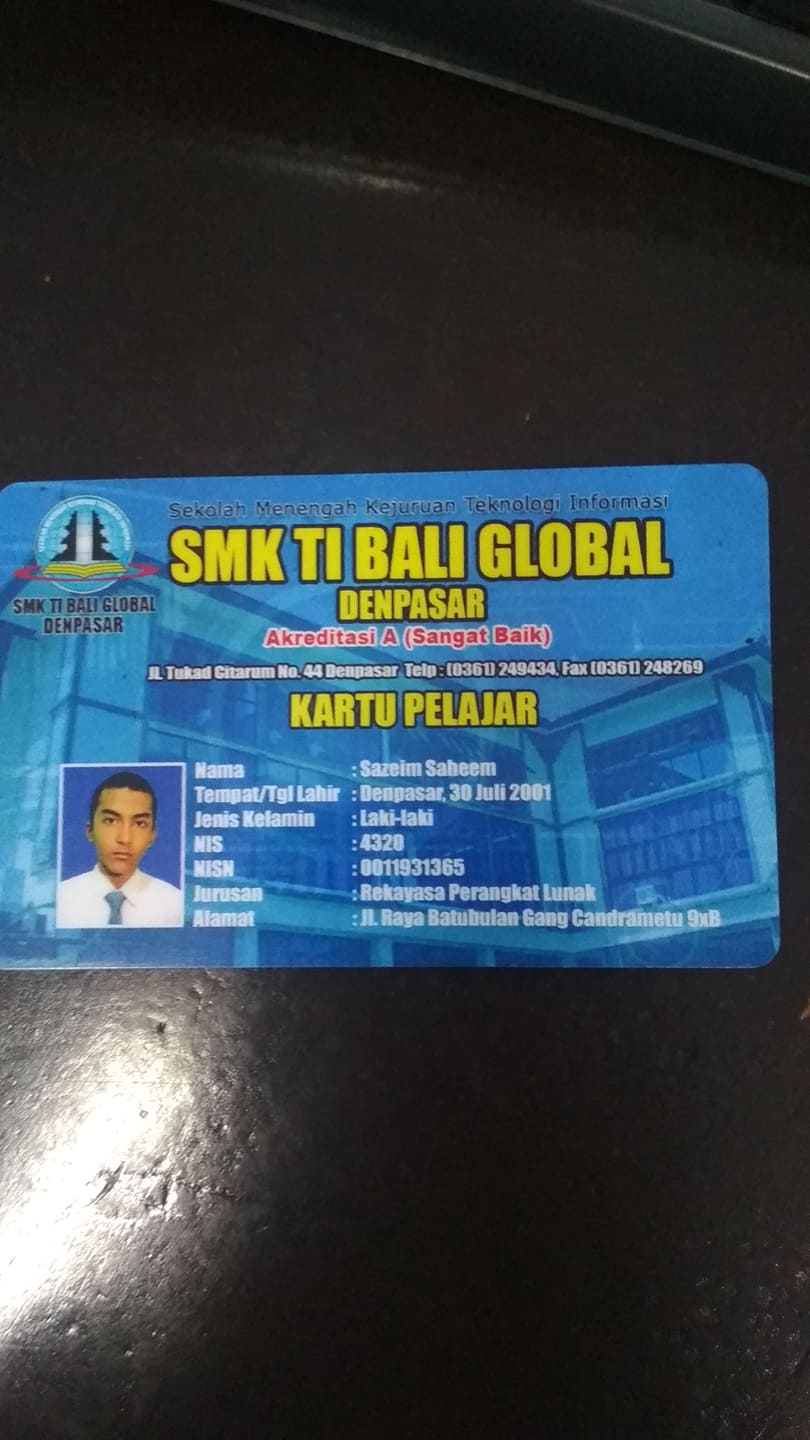 Sekolah Menengah Kejuruan Teknologi Informasi
SMK TI BALI GLOBAL
DENPASAR
Akreditasi A (Sangat Baik)
Jl. Tukad Citarum No. 44 Denpasar Telp : (0361) 249434, Fax (0361) 248269
SMK TI BALI GLOBAL
DENPASAR
KARTU PELAJAR
Nama : Sazeim Saheem
Tempat/Tgl Lahir : Denpasar, 30 Juli 2001
Jenis Kelamin : Laki-laki
NIS : 4320
NISN : 0011931365
Jurusan : Rekayasa Perangkat Lunak
Alamat : Jl. Raya Batubulan Gang Candrametu 9xB